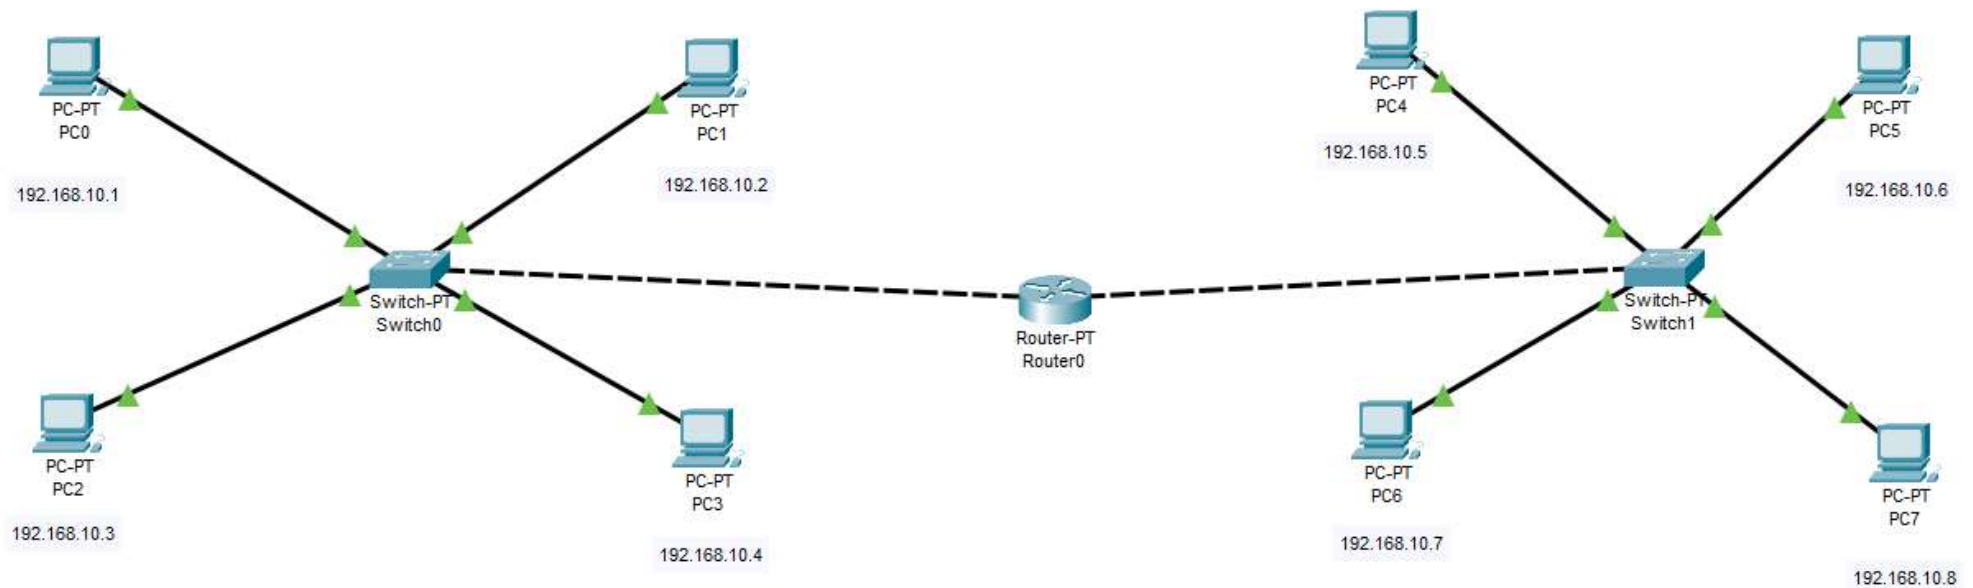 PC-PT
PC0
192.168.10.1
PC-PT
PC1
192.168.10.2
PC-PT
PC4
192.168.10.5
PC-PT
PC5
192.168.10.6
Switch-PT
Switch0
Router-PT
Router0
Switch-PT
Switch1
PC-PT
PC2
192.168.10.3
PC-PT
PC3
192.168.10.4
PC-PT
PC6
192.168.10.7
PC-PT
PC7
192.168.10.8